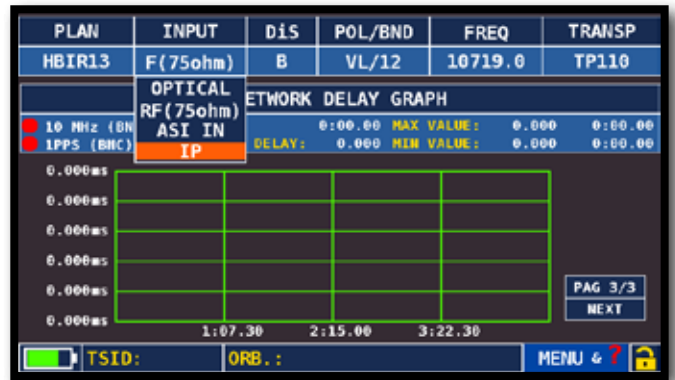 PLAN INPUT DiS POL/BND FREQ TRANSP
HBIR13 F(75ohm) B VL/12 10719.0 TP110
OPTICAL
RF(75ohm)
ASI IN
IP
ETWORK DELAY GRAPH
10 MHz (BN 0:00.00 MAX VALUE: 0.000 0:00.00
1PPS (BNC) DELAY: 0.000 MIN VALUE: 0.000 0:00.00
0.000ms
0.000ms
0.000ms
0.000ms
0.000ms
0.000ms
PAG 3/3
NEXT
1:07.30 2:15.00 3:22.30
TSID: ORB.: MENU & ?